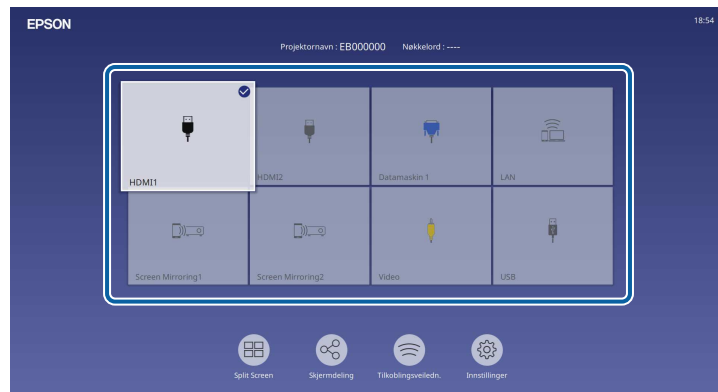 EPSON
18:54
Projektornavn : EB000000 Nøkkelord : ----
HDMI1
HDMI2
Datamaskin 1
LAN
Screen Mirroring1
Screen Mirroring2
Video
USB
Split Screen
Skjermdeling
Tilkoblingsveiledn.
Innstillinger